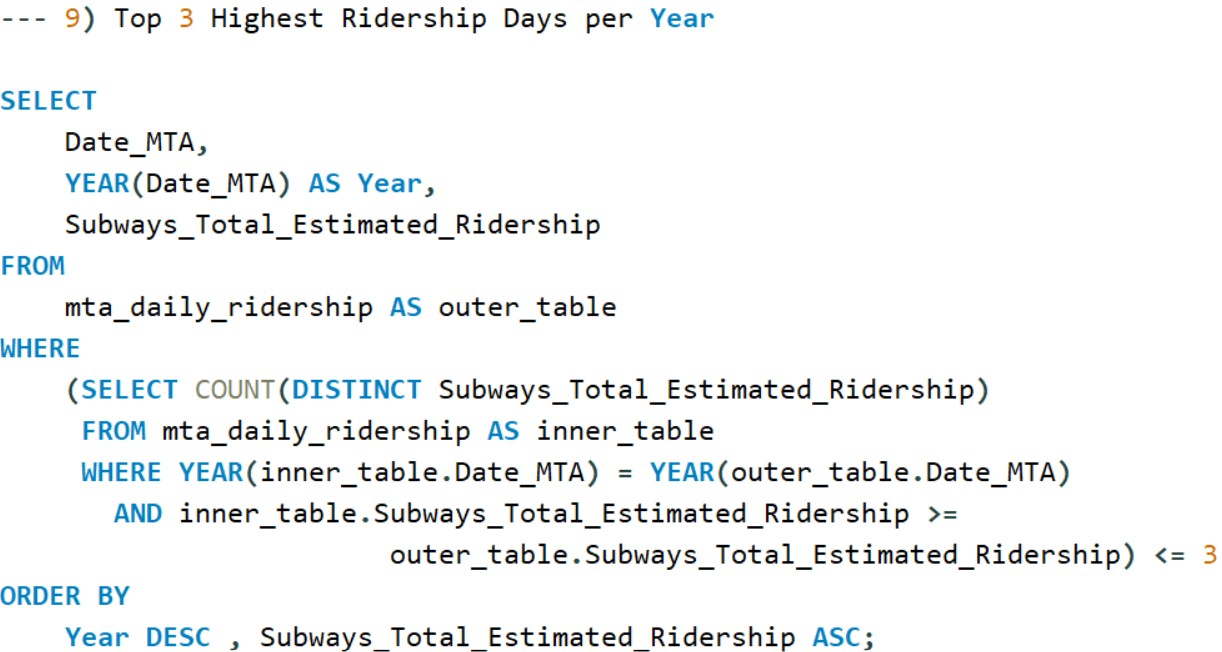 --- 9) Top 3 Highest Ridership Days per Year
SELECT
Date_MTA,
YEAR(Date_MTA) AS Year,
Subways_Total_Estimated_Ridership
FROM
mta_daily_ridership AS outer_table
WHERE
(SELECT COUNT(DISTINCT Subways_Total_Estimated_Ridership)
FROM mta_daily_ridership AS inner_table
WHERE YEAR(inner_table.Date_MTA) = YEAR(outer_table.Date_MTA)
AND inner_table.Subways_Total_Estimated_Ridership >=
outer_table.Subways_Total_Estimated_Ridership) <= 3
ORDER BY
Year DESC , Subways_Total_Estimated_Ridership ASC;